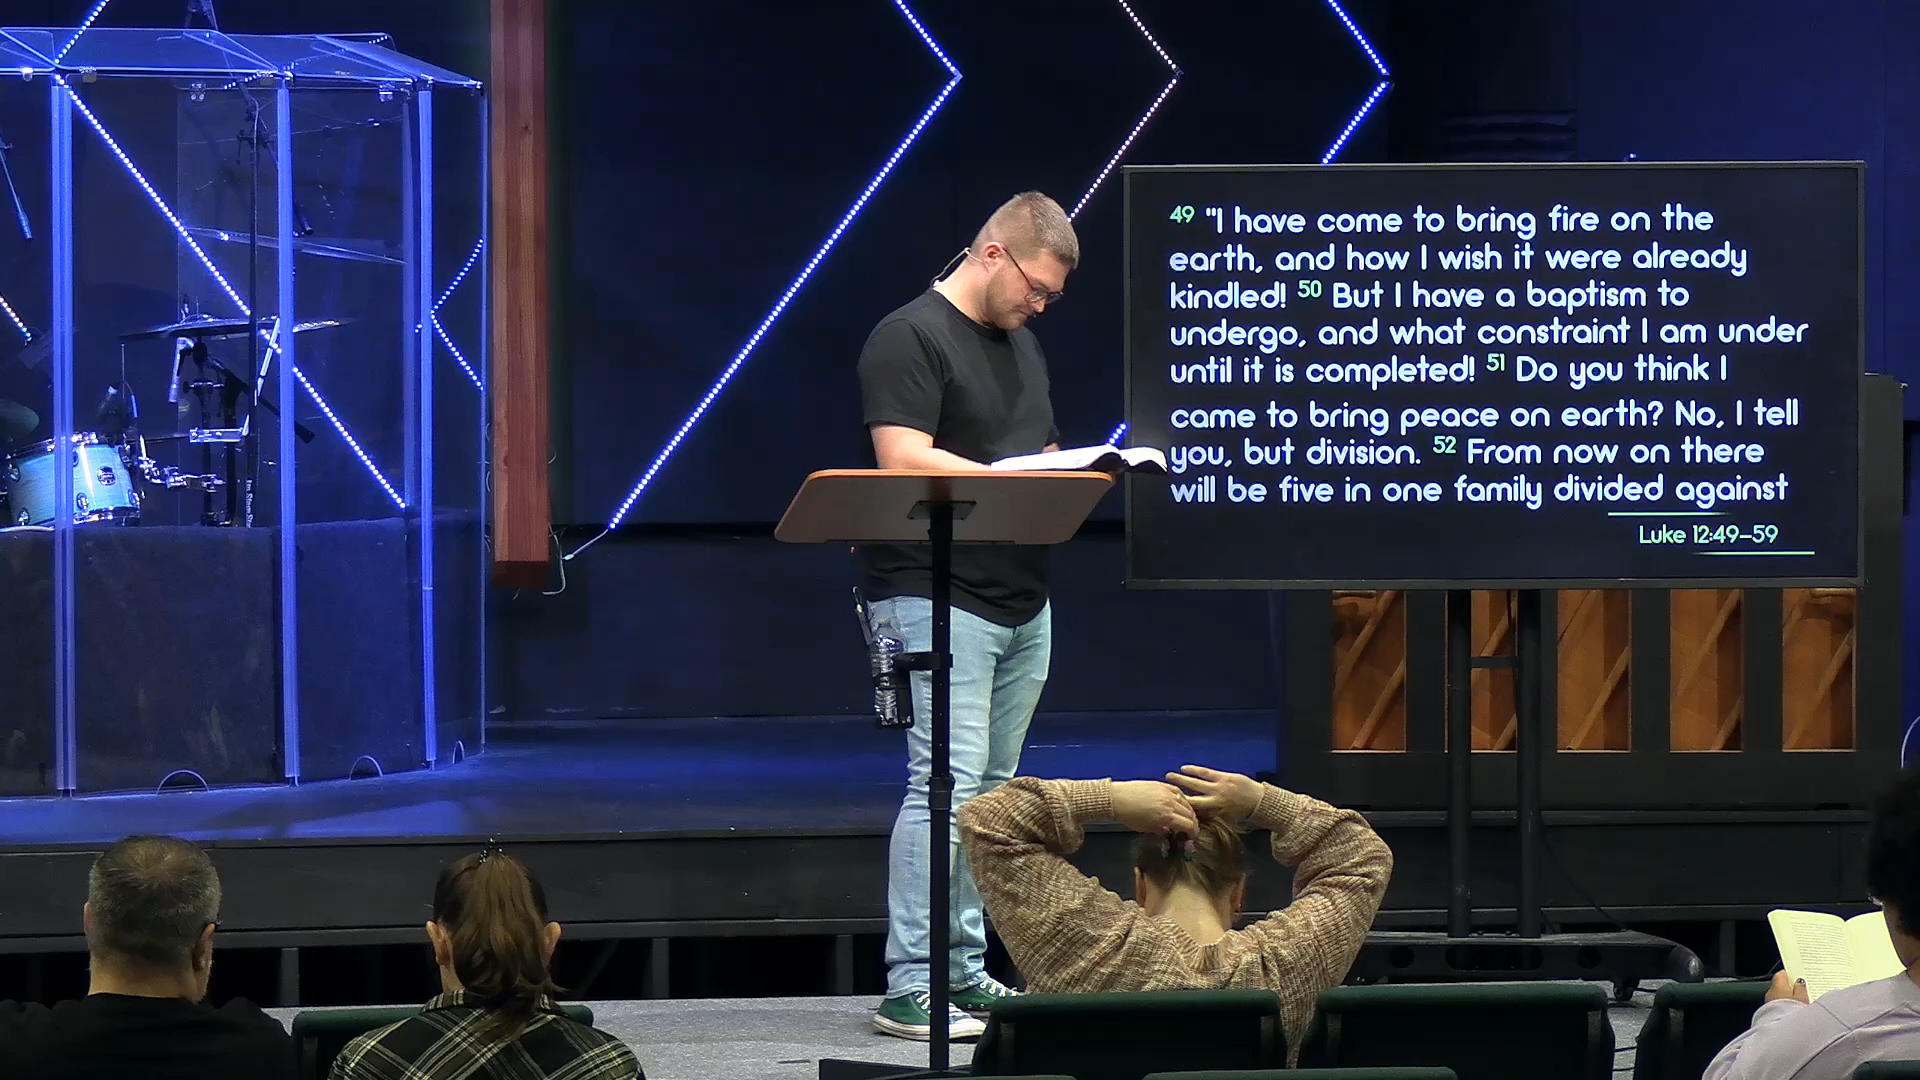 49 "I have come to bring fire on the
earth, and how I wish it were already
kindled! 50 But I have a baptism to
undergo, and what constraint I am under
until it is completed! 51 Do you think I
came to bring peace on earth? No, I tell
you, but division. 52 From now on there
will be five in one family divided against
Luke 12:49–59